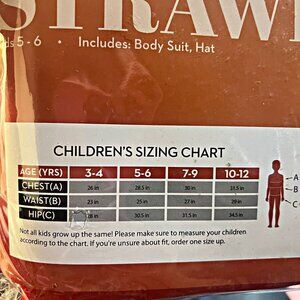 STRAW
ds 5 - 6 • Includes: Body Suit, Hat
CHILDREN'S SIZING CHART
AGE (YRS) 3-4 5-6 7-9 10-12
CHEST(A) 26 in 28.5 in 30 in 31.5 in
WAIST(B) 23 in 25 in 27 in 29 in
HIP(C) 28 in 30.5 in 31.5 in 34.5 in
A
B
C
Not all kids grow up the same! Please make sure to measure your children
according to the chart. If you're unsure about fit, order one size up.